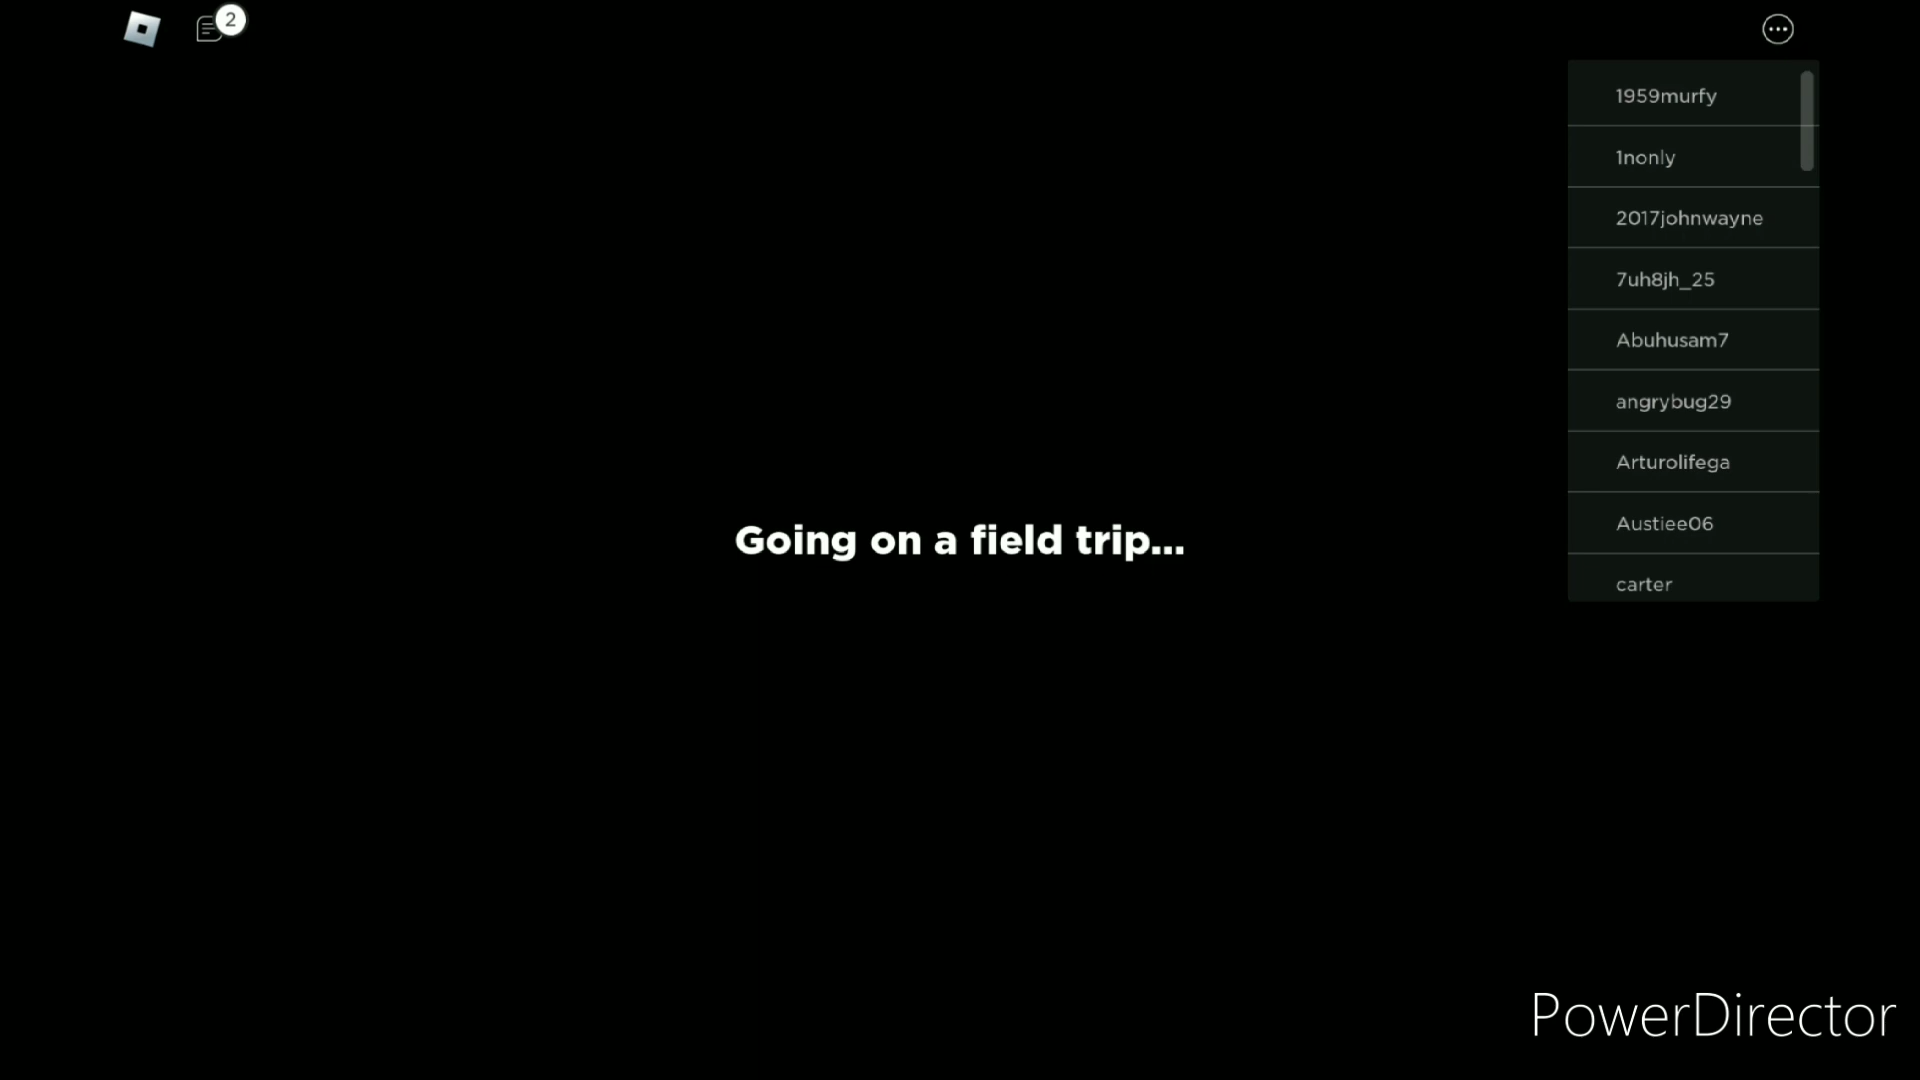 2
1959murfy
1nonly
2017johnwayne
7uh8jh_25
Abuhusam7
angrybug29
Arturolifega
Austiee06
carter
Going on a field trip...
PowerDirector